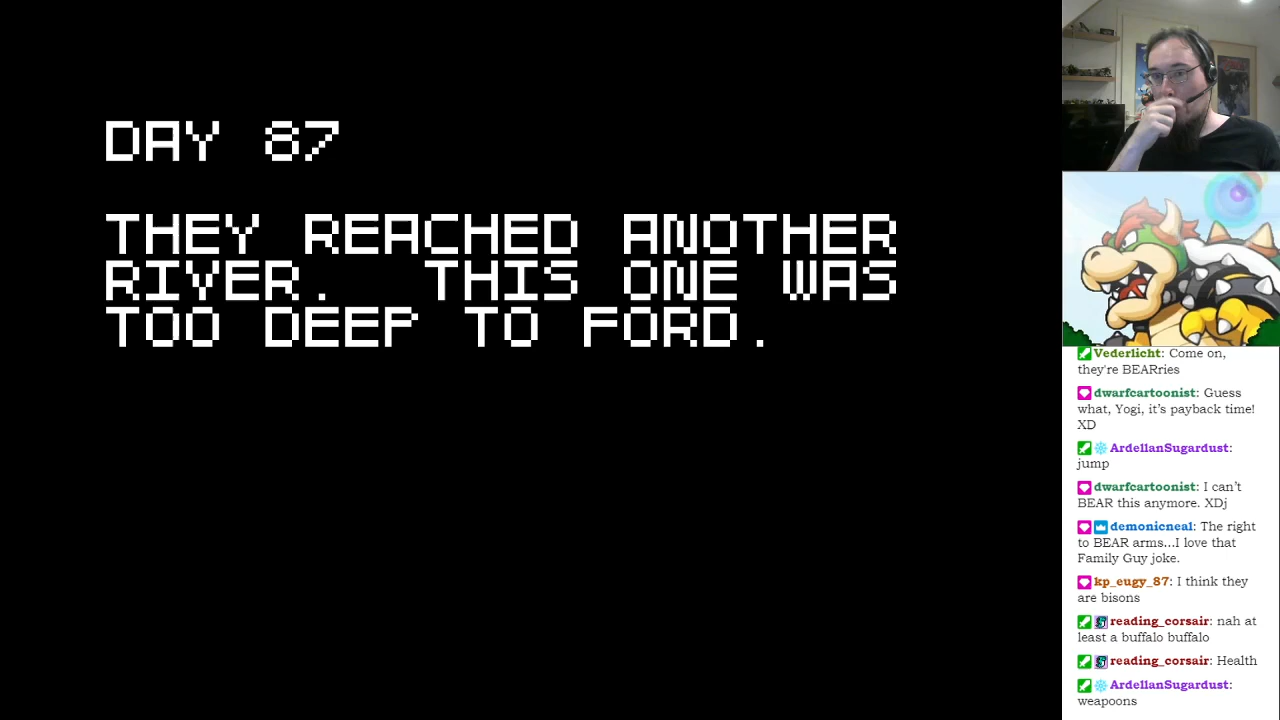 DAY 87
THEY REACHED ANOTHER
RIVER. THIS ONE WAS
TOO DEEP TO FORD.
Vederlicht: Come on,
they're BEARries
dwarfcartoonist: Guess
what, Yogi, it's payback time!
XD
ArdellanSugardust:
jump
dwarfcartoonist: I can't
BEAR this anymore. XDj
demonicneal: The right
to BEAR arms...I love that
Family Guy joke.
kp_eugy_87: I think they
are bisons
reading_corsair: nah at
least a buffalo buffalo
reading_corsair: Health
ArdellanSugardust:
weapoons